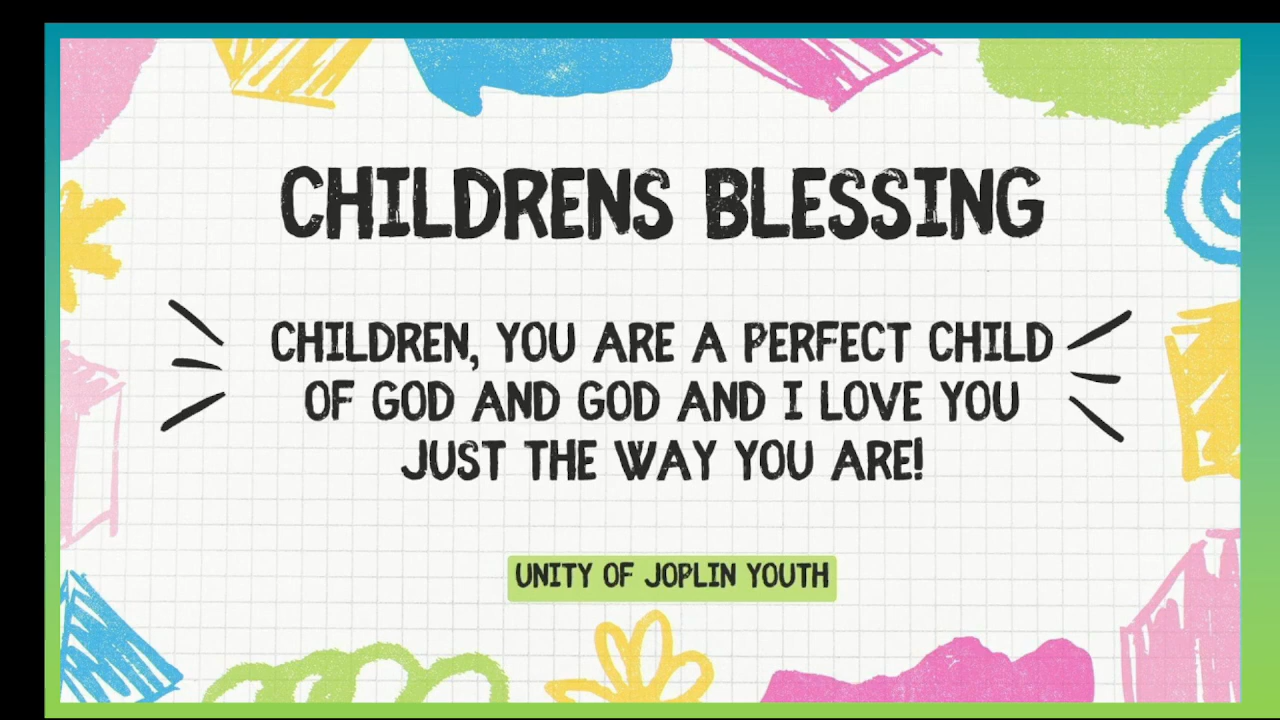 CHILDRENS BLESSING
CHILDREN, YOU ARE A PERFECT CHILD
OF GOD AND GOD AND I LOVE YOU
JUST THE WAY YOU ARE!
UNITY OF JOPLIN YOUTH